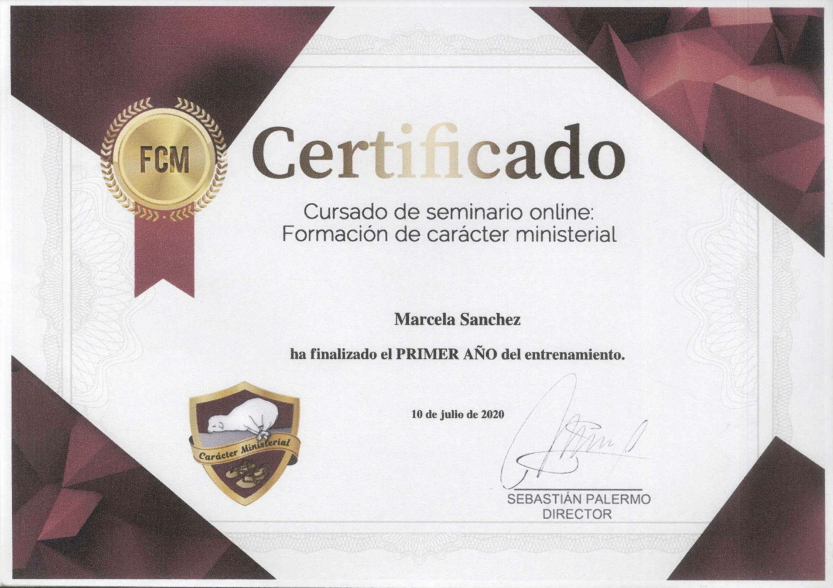 FCM
Certificado
Cursado de seminario online:
Formación de carácter ministerial
Marcela Sanchez
ha finalizado el PRIMER AÑO del entrenamiento.
10 de julio de 2020
Carácter Ministerial
SEBASTIÁN PALERMO
DIRECTOR